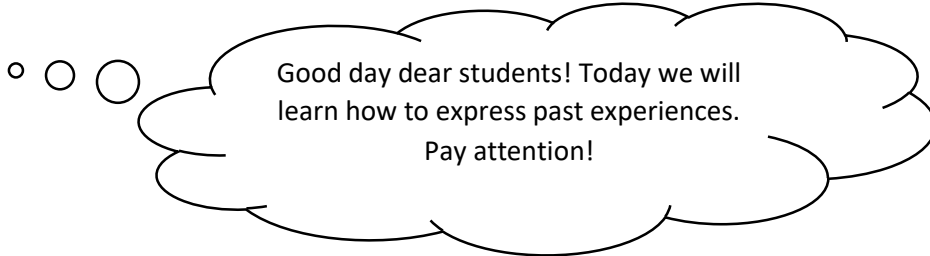 Good day dear students! Today we will
learn how to express past experiences.
Pay attention!